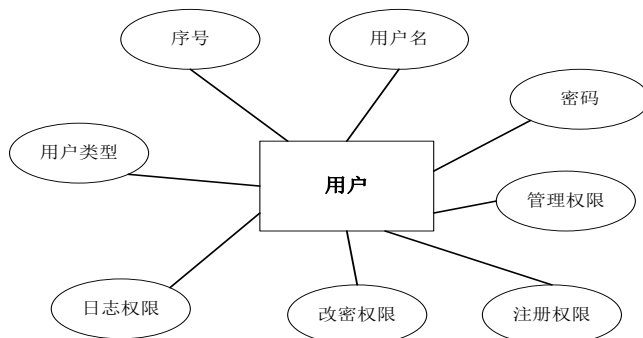 序号
用户名
密码
用户类型
用户
管理权限
日志权限
改密权限
注册权限